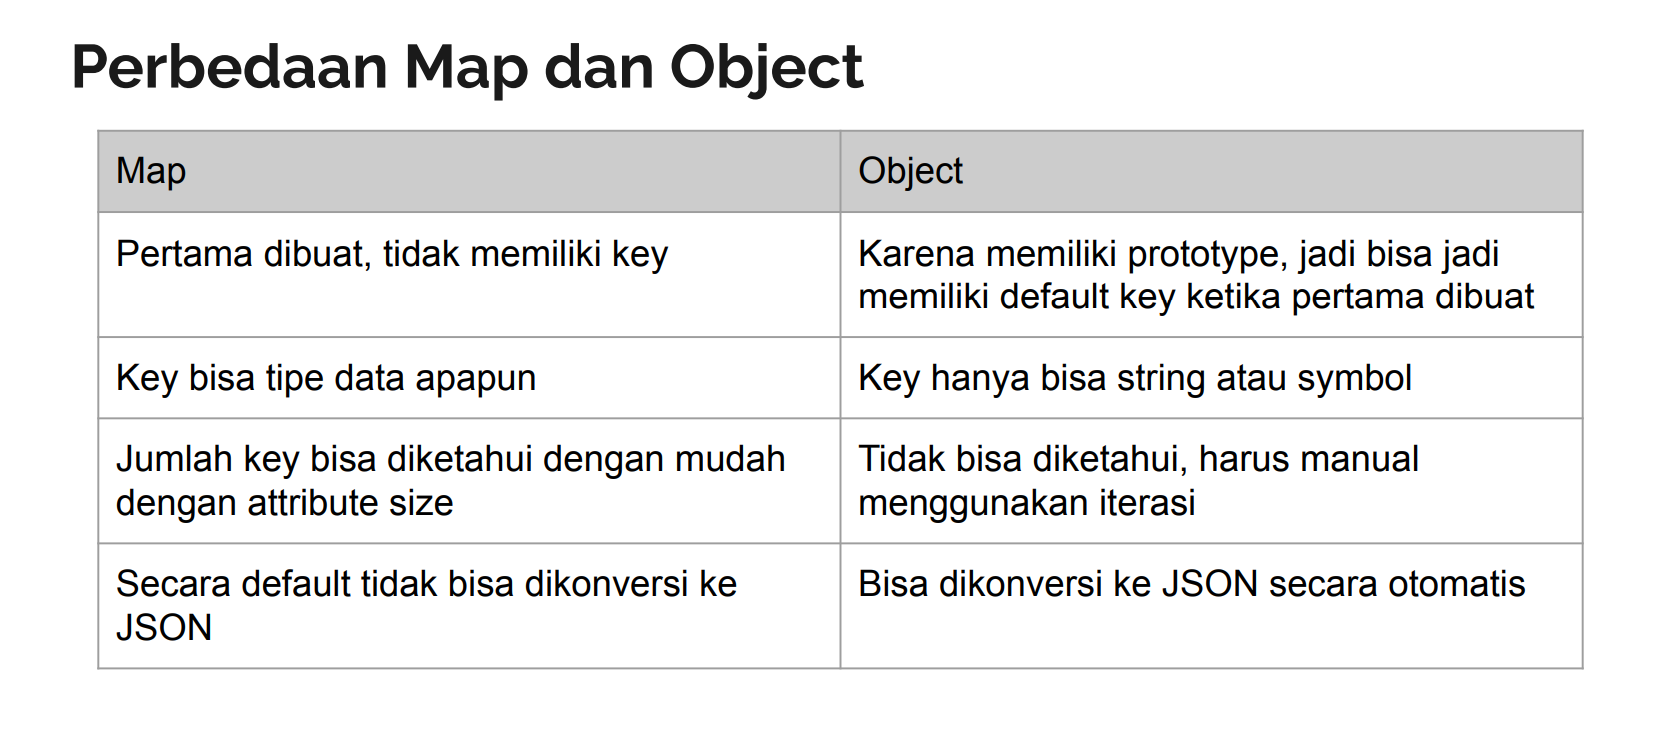 Perbedaan Map dan Object
Map
Object
Pertama dibuat, tidak memiliki key
Karena memiliki prototype, jadi bisa jadi
memiliki default key ketika pertama dibuat
Key bisa tipe data apapun
Key hanya bisa string atau symbol
Jumlah key bisa diketahui dengan mudah
dengan attribute size
Tidak bisa diketahui, harus manual
menggunakan iterasi
Secara default tidak bisa dikonversi ke
JSON
Bisa dikonversi ke JSON secara otomatis